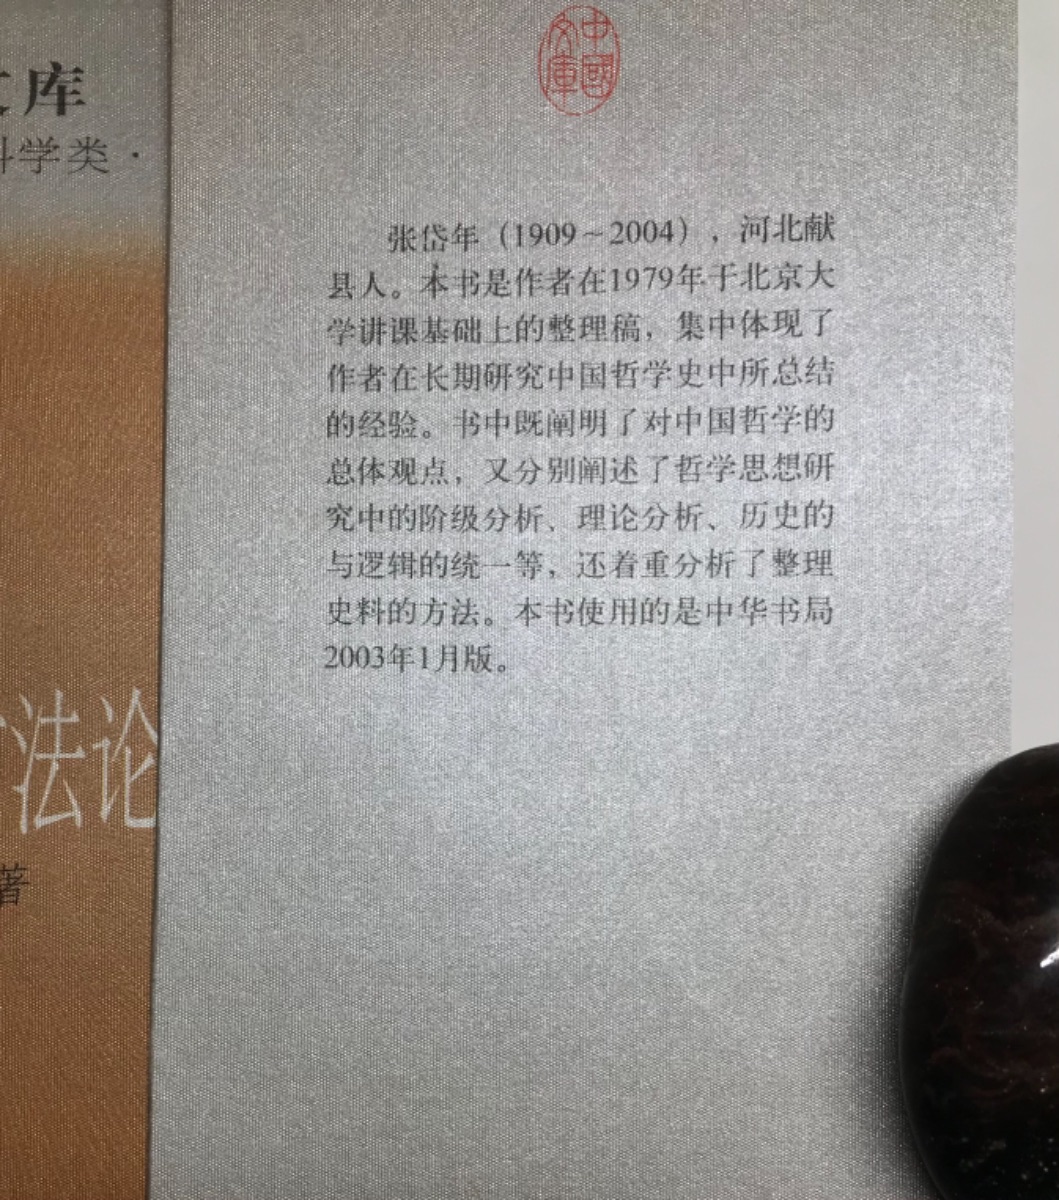 文库
科学类·
法论
著
中國
文庫
张岱年（1909～2004），河北献
县人。本书是作者在1979年于北京大
学讲课基础上的整理稿，集中体现了
作者在长期研究中国哲学史中所总结
的经验。书中既阐明了对中国哲学的
总体观点，又分别阐述了哲学思想研
究中的阶级分析、理论分析、历史的
与逻辑的统一等，还着重分析了整理
史料的方法。本书使用的是中华书局
2003年1月版。